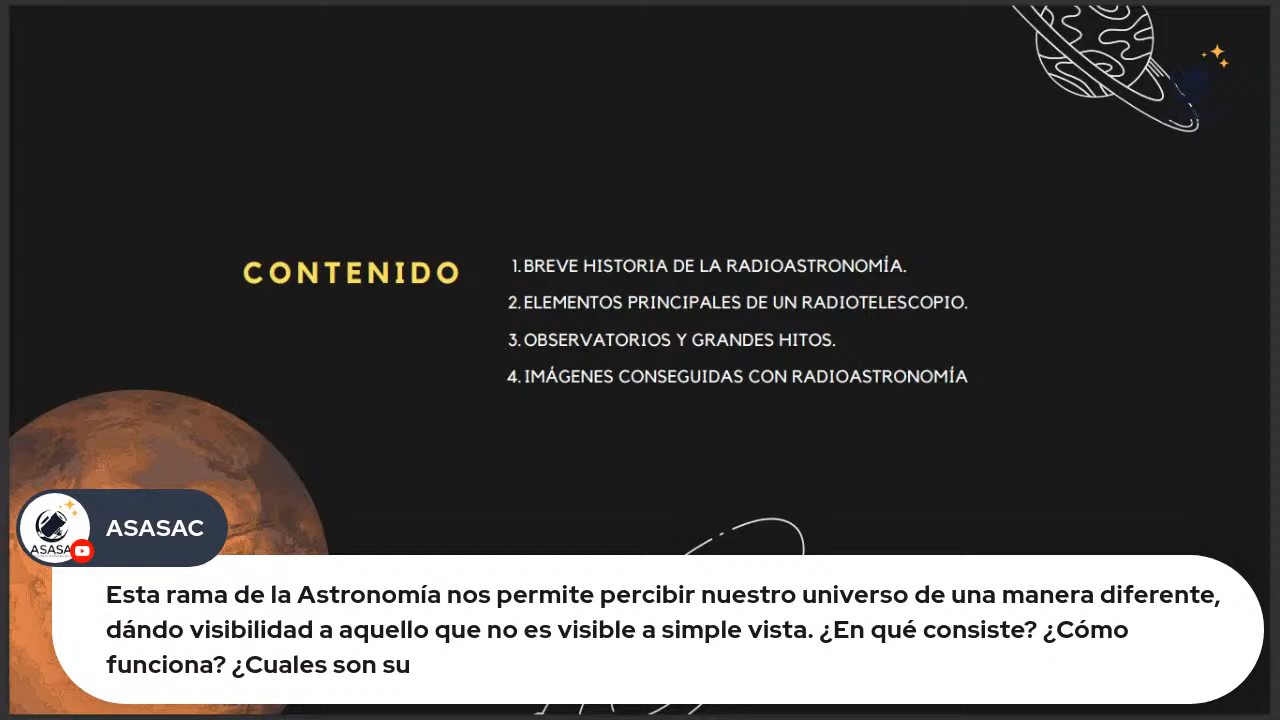 CONTENIDO
1. BREVE HISTORIA DE LA RADIOASTRONOMÍA.
2. ELEMENTOS PRINCIPALES DE UN RADIOTELESCOPIO.
3. OBSERVATORIOS Y GRANDES HITOS.
4. IMÁGENES CONSEGUIDAS CON RADIOASTRONOMÍA
ASASAC
ASASA
Esta rama de la Astronomía nos permite percibir nuestro universo de una manera diferente,
dándo visibilidad a aquello que no es visible a simple vista. ¿En qué consiste? ¿Cómo
funciona? ¿Cuales son su